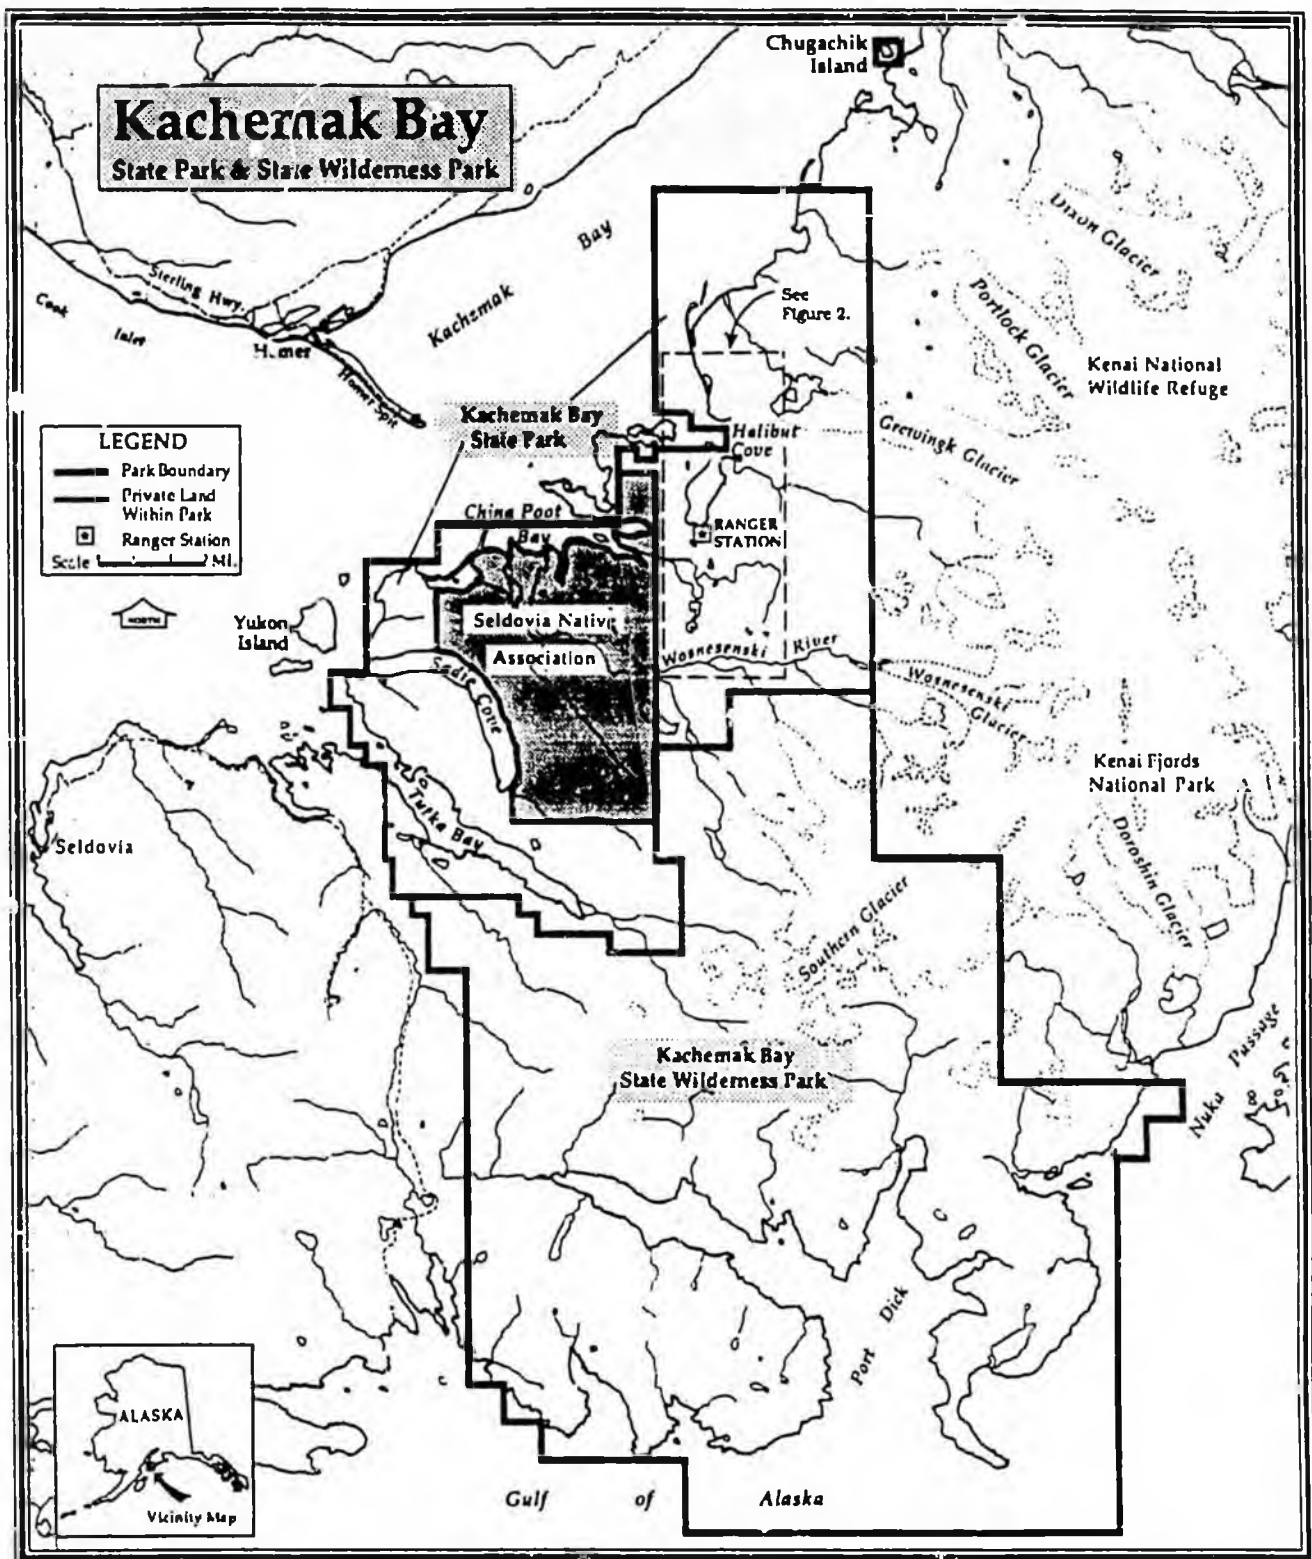 Kachemak Bay
State Park & State Wilderness Park
Chugachik
Island
Dixon Glacier
Bay
Sterling Hwy.
Cook
Inlet
Kachemak
See
Figure 2.
Portlock Glacier
Homer
Homer Spit
Kenai National
Wildlife Refuge
Kachemak Bay
State Park
Halibut
Cove
Grewingk Glacier
LEGEND
Park Boundary
Private Land
Within Park
Ranger Station
Scale
Mi.
NORTH
China Poot
Bay
RANGER
STATION
Yukon
Island
Seldovia Native
Association
Sadie Cove
Wosnesenski River
Wosnesenski
Glacier
Kenai Fjords
National Park
Tutka Bay
Seldovia
Doroshin Glacier
Southern Glacier
Kachemak Bay
State Wilderness Park
Nuka Passage
Port Dick
ALASKA
Vicinity Map
Gulf of Alaska